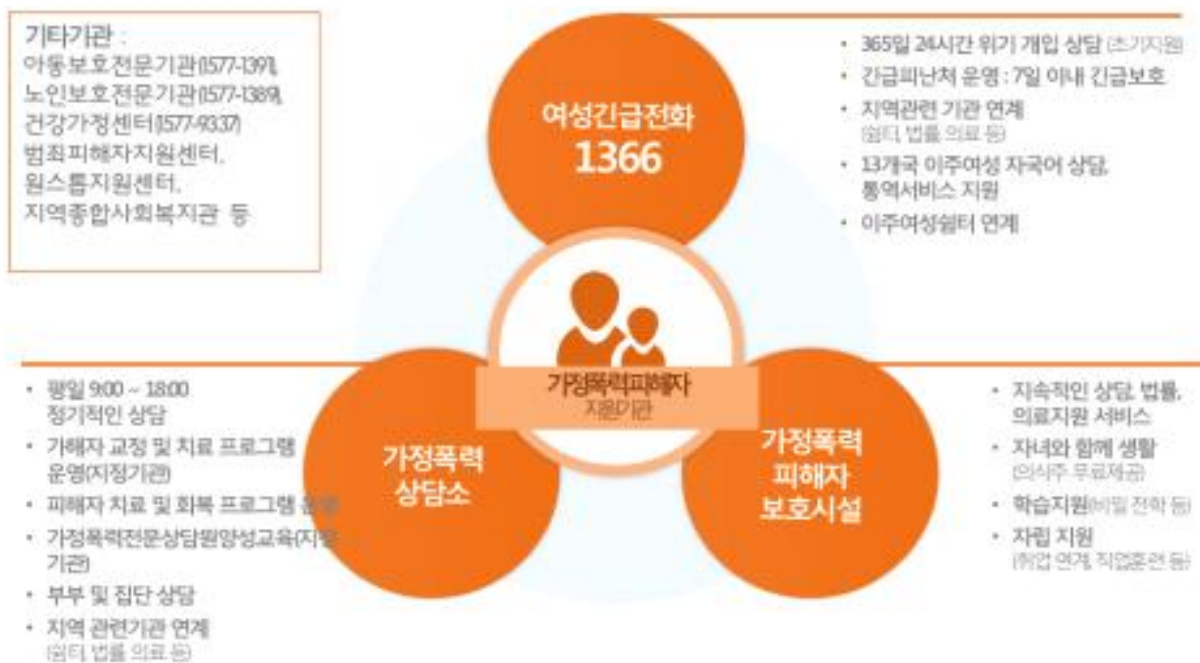 기타기관 :
아동보호전문기관(1577-1391),
노인보호전문기관(1577-1389),
건강가정센터(1577-9337)
범죄피해자지원센터,
원스톱지원센터,
지역종합사회복지관 등
여성긴급전화
1366
• 365일 24시간 위기 개입 상담 (초기지원)
• 긴급피난처 운영 : 7일 이내 긴급보호
• 지역관련 기관 연계
(쉼터, 법률 의료 등)
• 13개국 이주여성 자국어 상담,
통역서비스 지원
• 이주여성쉼터 연계
가정폭력피해자
지원기관
• 평일 9:00 ~ 18:00
정기적인 상담
• 가해자 교정 및 치료 프로그램
운영(지정기관)
• 피해자 치료 및 회복 프로그램 운영
• 가정폭력전문상담원양성교육(지정
기관)
• 부부 및 집단 상담
• 지역 관련기관 연계
(쉼터, 법률 의료 등)
가정폭력
상담소
가정폭력
피해자
보호시설
• 지속적인 상담, 법률,
의료지원 서비스
• 자녀와 함께 생활
(의식주 무료제공)
• 학습지원(비밀 전학 등)
• 자립 지원
(취업 연계, 직업훈련 등)